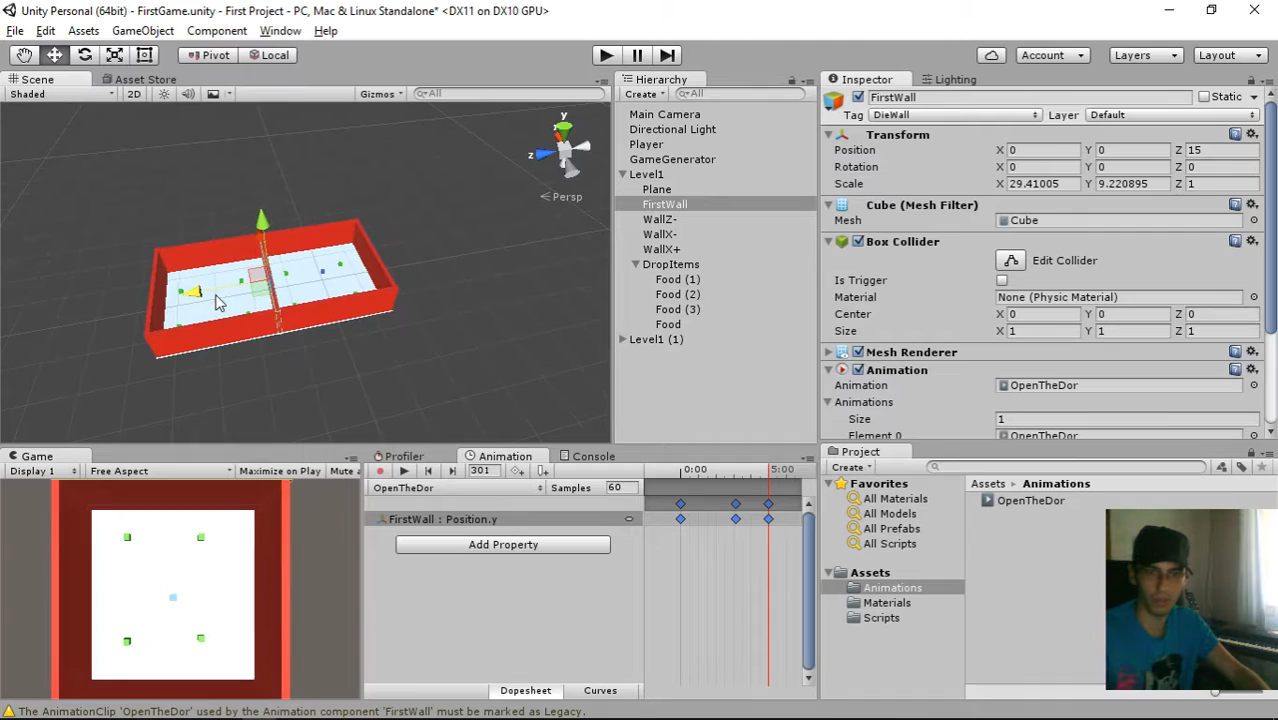 Unity Personal (64bit) - FirstGame.unity - First Project - PC, Mac & Linux Standalone* <DX11 on DX10 GPU>
File Edit Assets GameObject Component Window Help
Pivot Local Account Layers Layout
Scene Asset Store
Shaded 2D Gizmos All
y
z
Persp
Hierarchy
Create All
Main Camera
Directional Light
Player
GameGenerator
Level1
Plane
FirstWall
WallZ-
WallX-
WallX+
DropItems
Food (1)
Food (2)
Food (3)
Food
Level1 (1)
Inspector Lighting
FirstWall Static
Tag DieWall Layer Default
Transform
Position X 0 Y 0 Z 15
Rotation X 0 Y 0 Z 0
Scale X 29.41005 Y 9.220895 Z 1
Cube (Mesh Filter)
Mesh Cube
Box Collider
Edit Collider
Is Trigger
Material None (Physic Material)
Center X 0 Y 0 Z 0
Size X 1 Y 1 Z 1
Mesh Renderer
Animation
Animation OpenTheDor
Animations
Size 1
Element 0 OpenTheDor
Game
Display 1 Free Aspect Maximize on Play Mute
Profiler Animation Console
301 0:00 5:00
OpenTheDor Samples 60
FirstWall : Position.y
Add Property
Dopesheet Curves
Project
Create
Favorites
All Materials
All Models
All Prefabs
All Scripts
Assets
Animations
Materials
Scripts
Assets Animations
OpenTheDor
The AnimationClip 'OpenTheDor' used by the Animation component 'FirstWall' must be marked as Legacy.